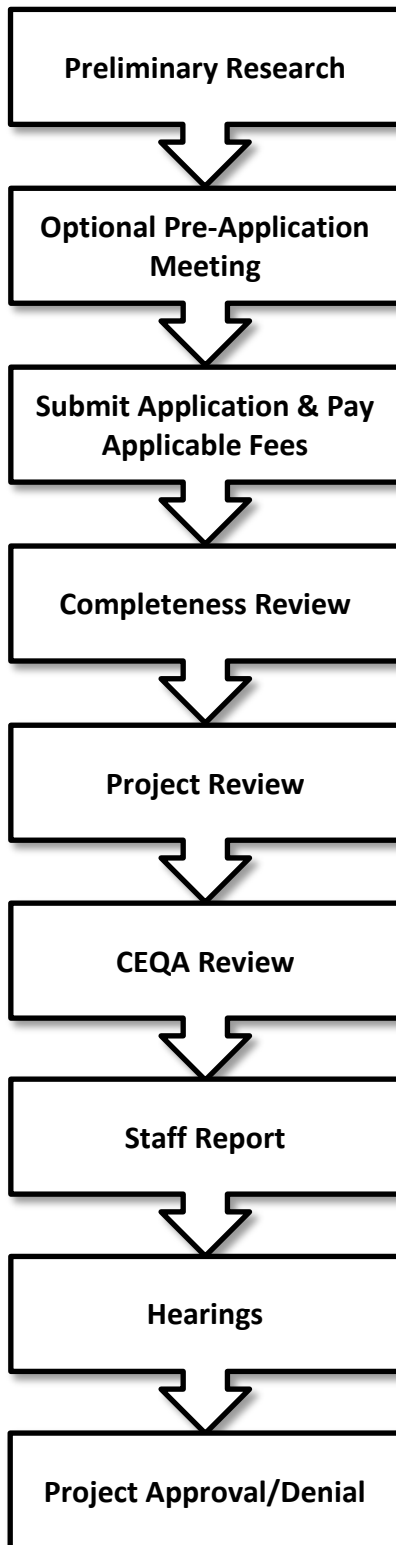 Preliminary Research
Optional Pre-Application
Meeting
Submit Application & Pay
Applicable Fees
Completeness Review
Project Review
CEQA Review
Staff Report
Hearings
Project Approval/Denial